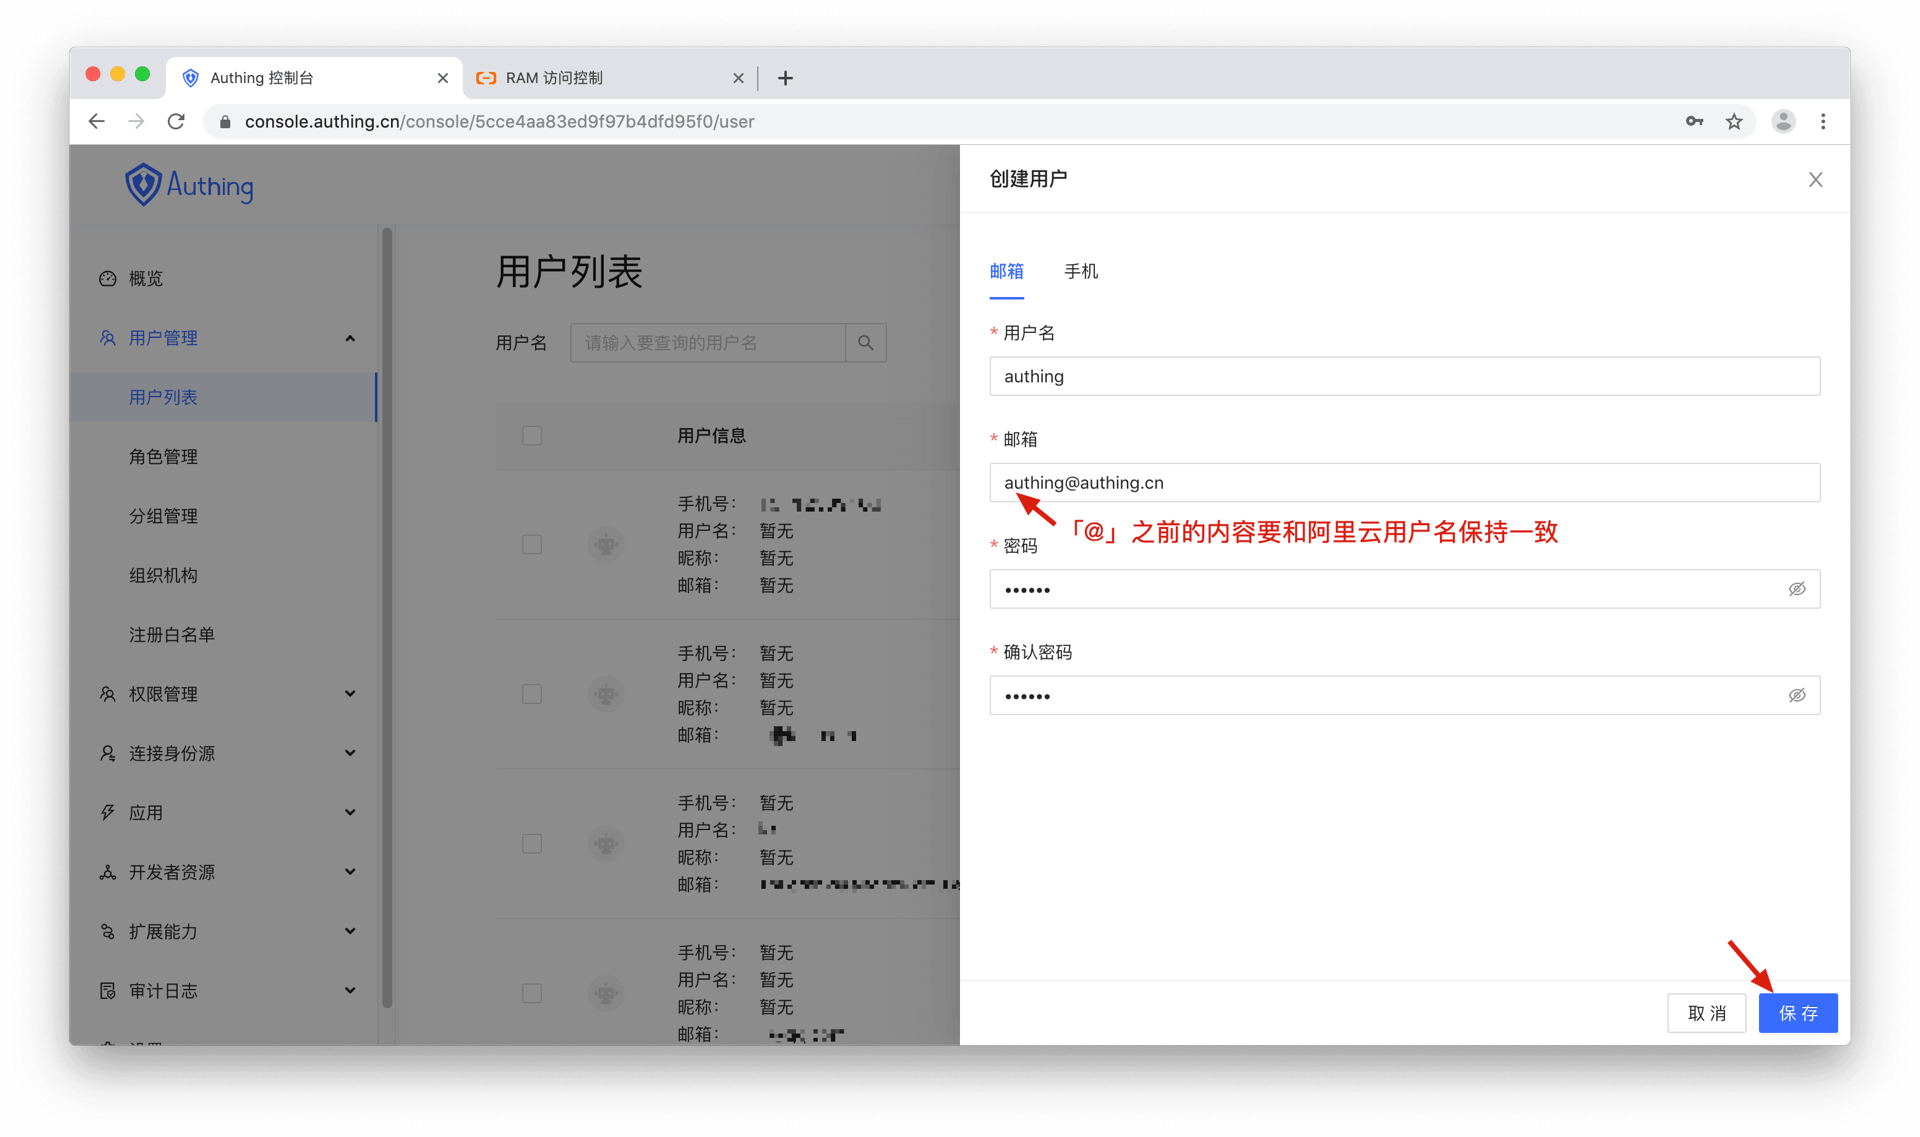 Authing 控制台
RAM 访问控制
console.authing.cn/console/5cce4aa83ed9f97b4dfd95f0/user
Authing
概览
用户管理
用户列表
角色管理
分组管理
组织机构
注册白名单
权限管理
连接身份源
应用
开发者资源
扩展能力
审计日志
用户列表
用户名
请输入要查询的用户名
用户信息
手机号：
用户名： 暂无
昵称： 暂无
邮箱： 暂无
手机号： 暂无
用户名： 暂无
昵称： 暂无
邮箱：
手机号： 暂无
用户名：
昵称： 暂无
邮箱：
手机号： 暂无
用户名： 暂无
昵称： 暂无
邮箱：
创建用户
邮箱 手机
* 用户名
authing
* 邮箱
authing@authing.cn
「@」之前的内容要和阿里云用户名保持一致
* 密码
••••••
* 确认密码
••••••
取 消
保 存